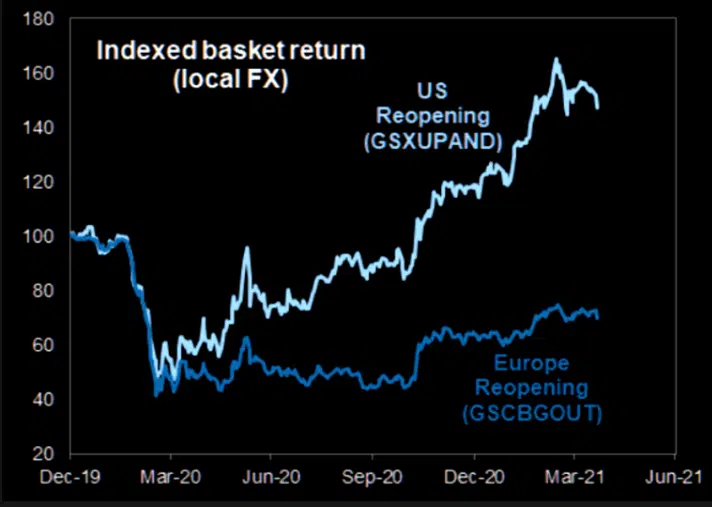 180
160
140
120
100
80
60
40
20
Indexed basket return
(local FX)
US
Reopening
(GSXUPAND)
Europe
Reopening
(GSCBGOUT)
Dec-19 Mar-20 Jun-20 Sep-20 Dec-20 Mar-21 Jun-21